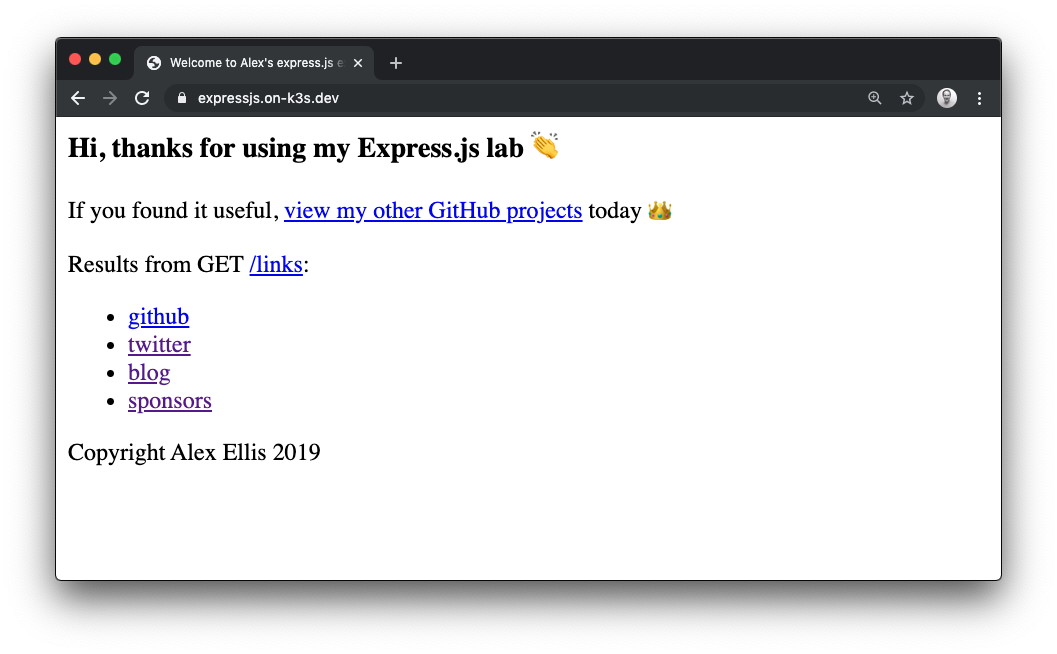 Welcome to Alex's express.js e
expressjs.on-k3s.dev
Hi, thanks for using my Express.js lab 👏
If you found it useful, view my other GitHub projects today 👑
Results from GET /links:
• github
• twitter
• blog
• sponsors
Copyright Alex Ellis 2019